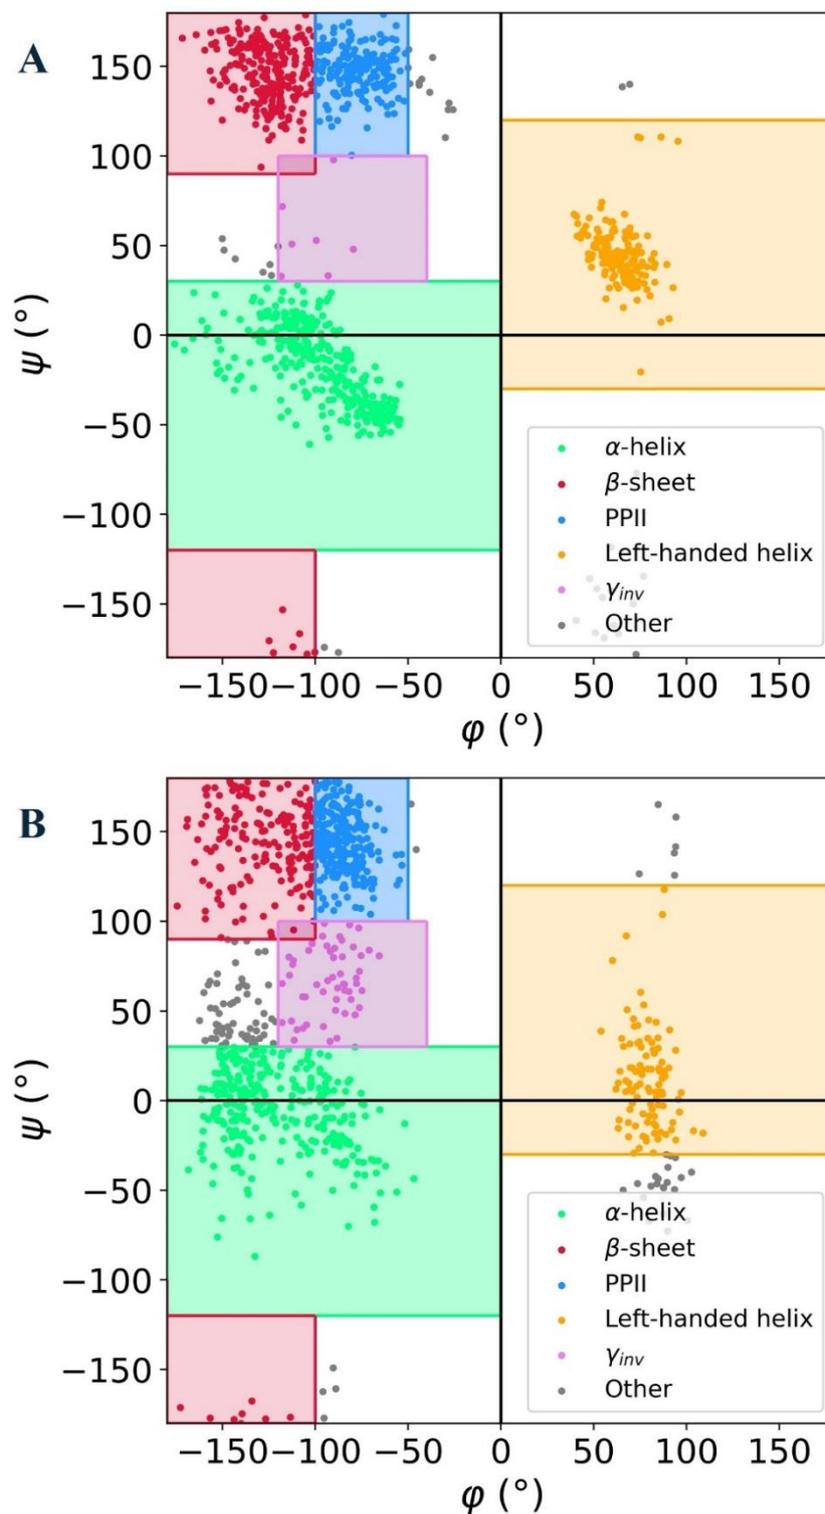 A
ψ (°)
150
100
50
0
−50
−100
−150
α-helix
β-sheet
PPII
Left-handed helix
γinv
Other
−150 −100 −50 0 50 100 150
φ (°)
B
ψ (°)
150
100
50
0
−50
−100
−150
α-helix
β-sheet
PPII
Left-handed helix
γinv
Other
−150 −100 −50 0 50 100 150
φ (°)